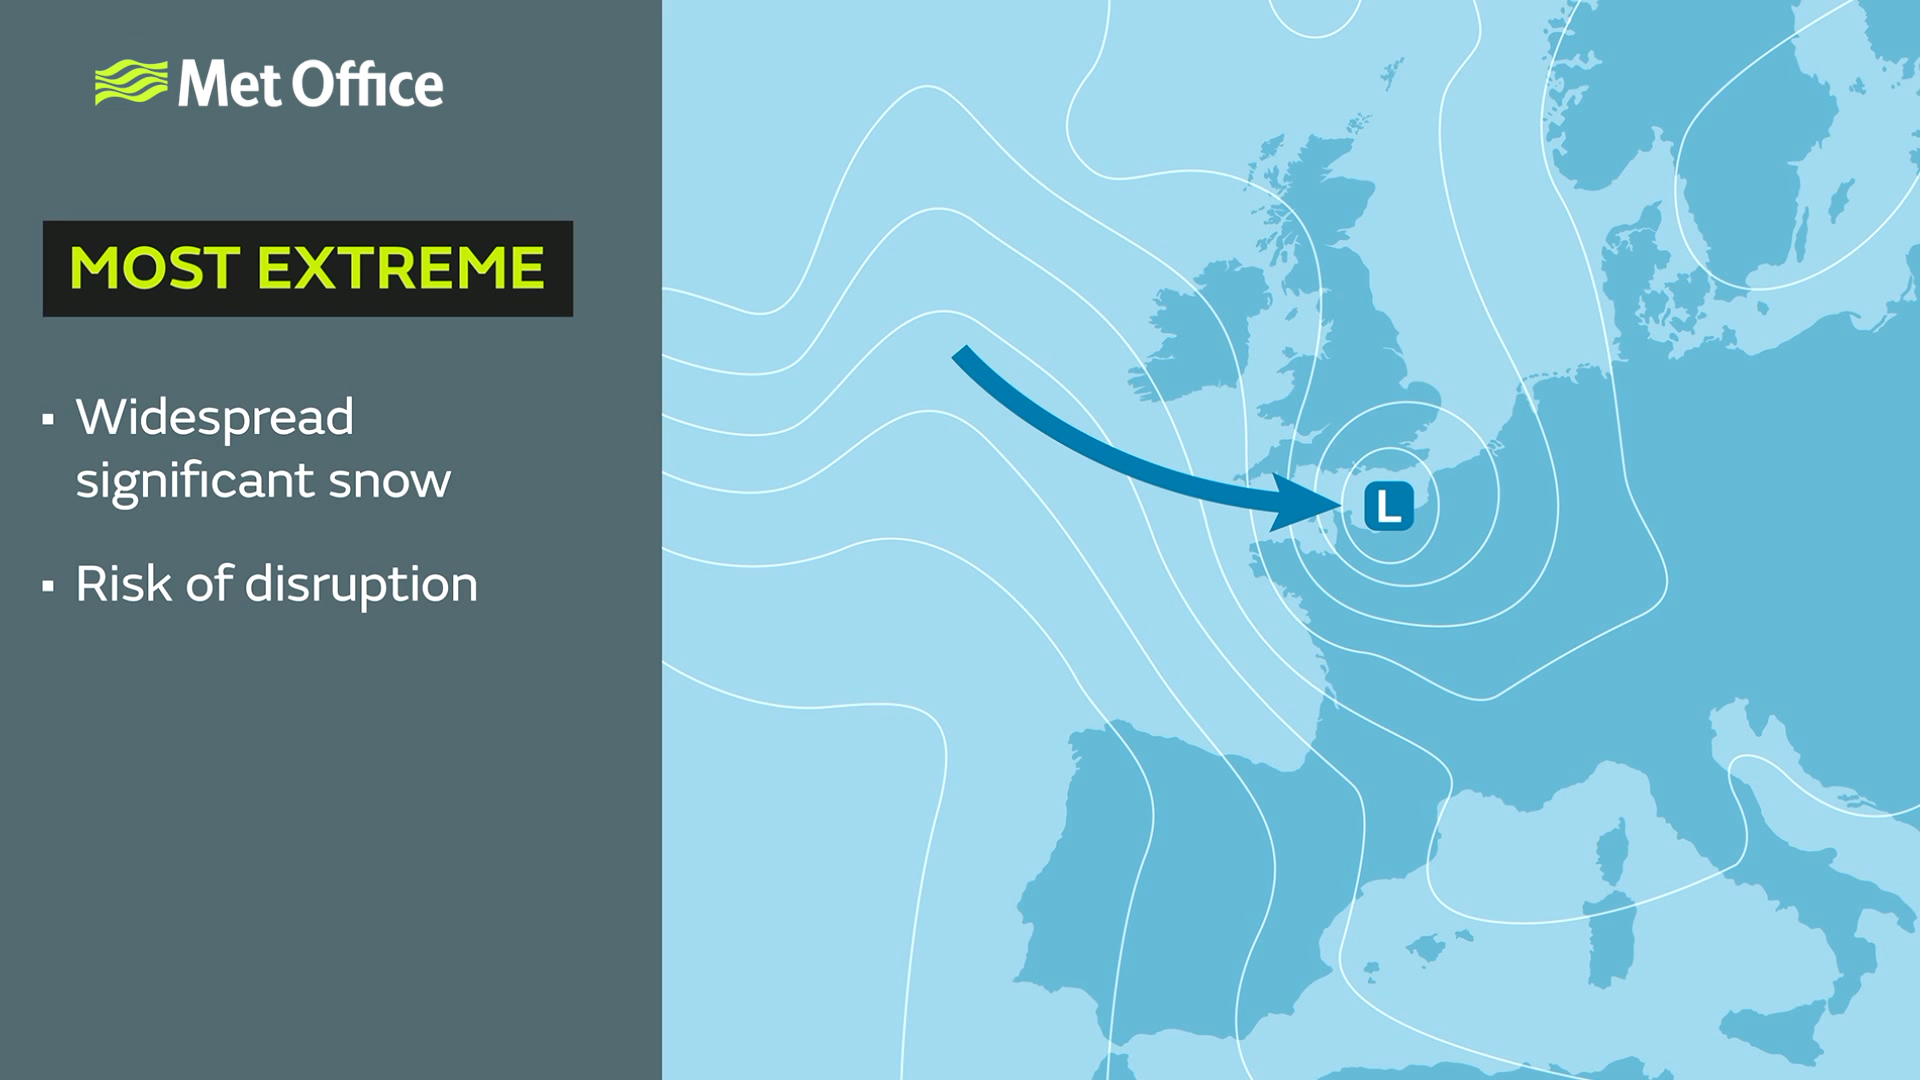 Met Office
MOST EXTREME
▪ Widespread
significant snow
▪ Risk of disruption
L